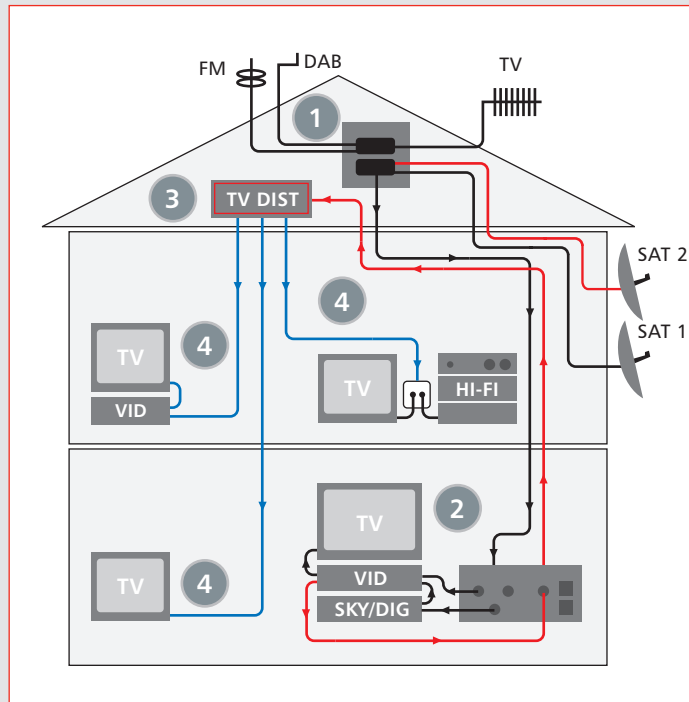 FM
DAB
TV
1
3
TV DIST
SAT 2
4
SAT 1
TV
4
VID
TV
HI-FI
2
TV
TV
4
VID
SKY/DIG